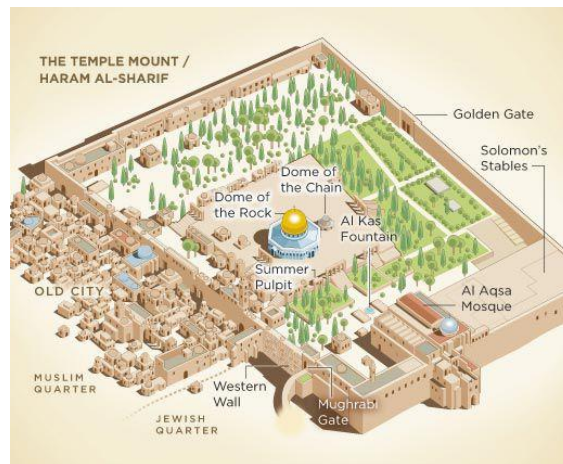 THE TEMPLE MOUNT /
HARAM AL-SHARIF
Golden Gate
Solomon's
Stables
Dome of
the Chain
Dome of
the Rock
Al Kas
Fountain
Summer
Pulpit
Al Aqsa
Mosque
OLD CITY
MUSLIM
QUARTER
Western
Wall
Mughrabi
Gate
JEWISH
QUARTER